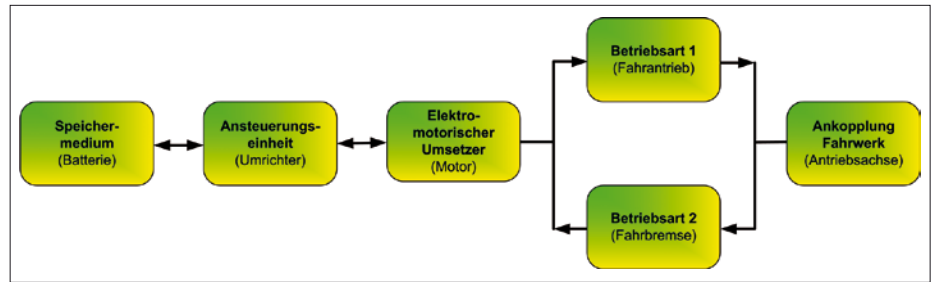 Speicher-
medium
(Batterie)
Ansteuerungs-
einheit
(Umrichter)
Elektro-
motorischer
Umsetzer
(Motor)
Betriebsart 1
(Fahrantrieb)
Betriebsart 2
(Fahrbremse)
Ankopplung
Fahrwerk
(Antriebsachse)